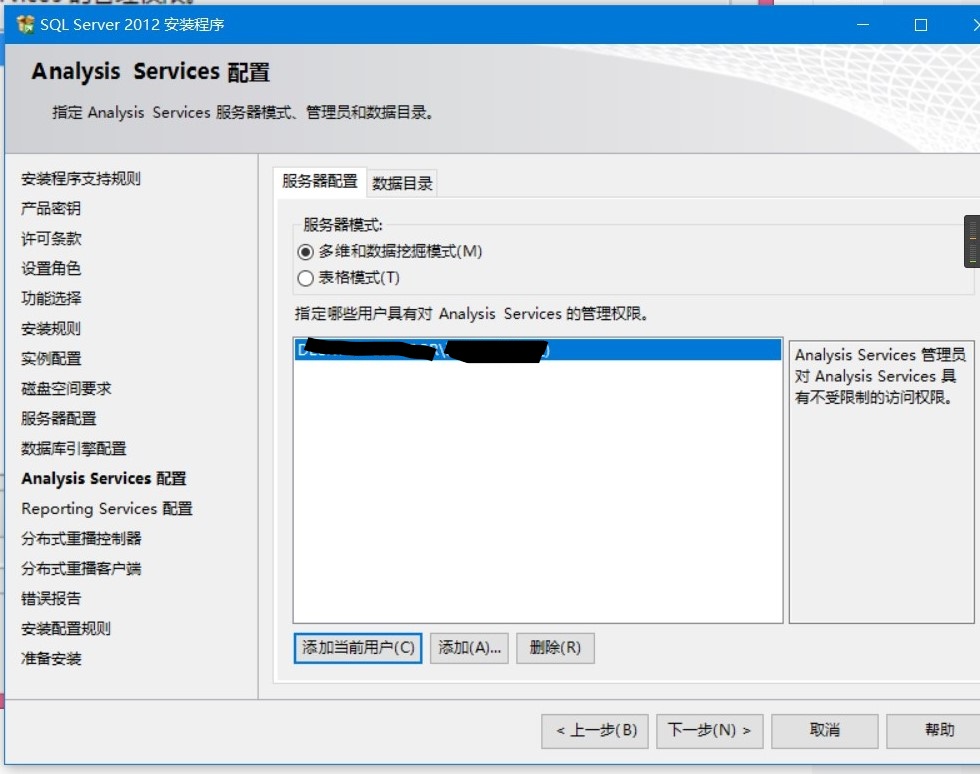 SQL Server 2012 安装程序
Analysis Services 配置
指定 Analysis Services 服务器模式、管理员和数据目录。
安装程序支持规则
产品密钥
许可条款
设置角色
功能选择
安装规则
实例配置
磁盘空间要求
服务器配置
数据库引擎配置
Analysis Services 配置
Reporting Services 配置
分布式重播控制器
分布式重播客户端
错误报告
安装配置规则
准备安装
服务器配置
数据目录
服务器模式:
多维和数据挖掘模式(M)
表格模式(T)
指定哪些用户具有对 Analysis Services 的管理权限。
Analysis Services 管理员
对 Analysis Services 具
有不受限制的访问权限。
添加当前用户(C)
添加(A)...
删除(R)
< 上一步(B)
下一步(N) >
取消
帮助